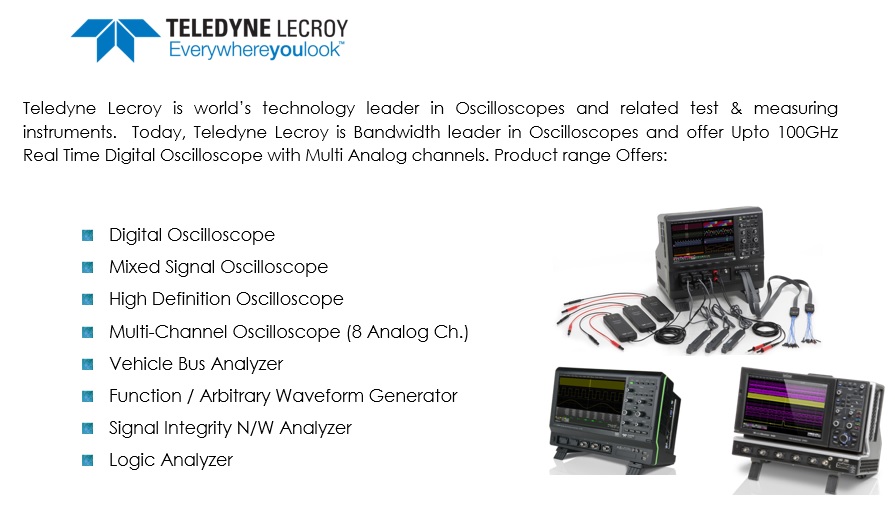 TELEDYNE LECROY
Everywhereyoulook™
Teledyne Lecroy is world's technology leader in Oscilloscopes and related test & measuring
instruments. Today, Teledyne Lecroy is Bandwidth leader in Oscilloscopes and offer Upto 100GHz
Real Time Digital Oscilloscope with Multi Analog channels. Product range Offers:
Digital Oscilloscope
Mixed Signal Oscilloscope
High Definition Oscilloscope
Multi-Channel Oscilloscope (8 Analog Ch.)
Vehicle Bus Analyzer
Function / Arbitrary Waveform Generator
Signal Integrity N/W Analyzer
Logic Analyzer